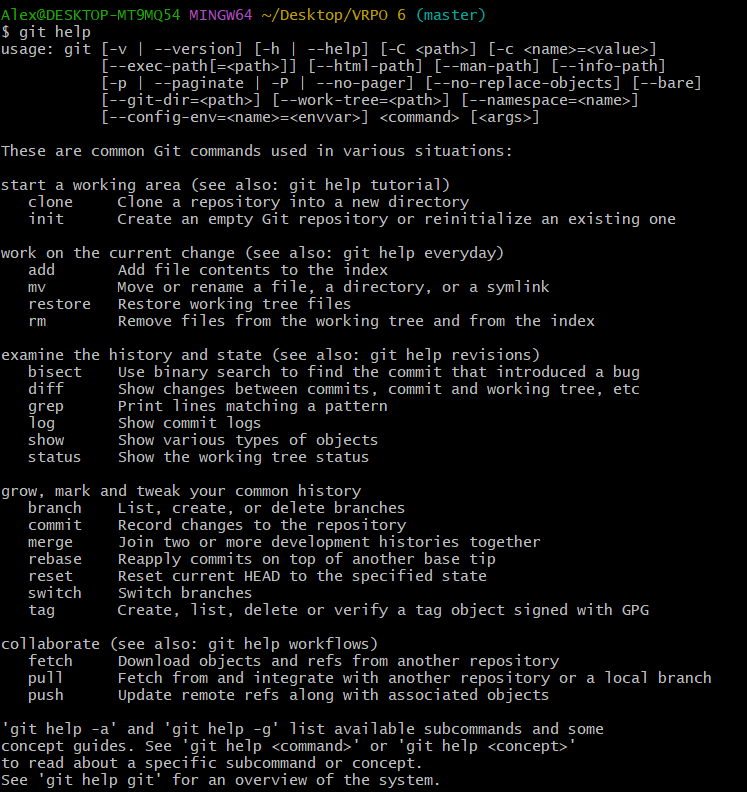 Alex@DESKTOP-MT9MQ54 MINGW64 ~/Desktop/VRPO 6 (master)
$ git help
usage: git [-v | --version] [-h | --help] [-C <path>] [-c <name>=<value>]
           [--exec-path[=<path>]] [--html-path] [--man-path] [--info-path]
           [-p | --paginate | -P | --no-pager] [--no-replace-objects] [--bare]
           [--git-dir=<path>] [--work-tree=<path>] [--namespace=<name>]
           [--config-env=<name>=<envvar>] <command> [<args>]

These are common Git commands used in various situations:

start a working area (see also: git help tutorial)
   clone     Clone a repository into a new directory
   init      Create an empty Git repository or reinitialize an existing one

work on the current change (see also: git help everyday)
   add       Add file contents to the index
   mv        Move or rename a file, a directory, or a symlink
   restore   Restore working tree files
   rm        Remove files from the working tree and from the index

examine the history and state (see also: git help revisions)
   bisect    Use binary search to find the commit that introduced a bug
   diff      Show changes between commits, commit and working tree, etc
   grep      Print lines matching a pattern
   log       Show commit logs
   show      Show various types of objects
   status    Show the working tree status

grow, mark and tweak your common history
   branch    List, create, or delete branches
   commit    Record changes to the repository
   merge     Join two or more development histories together
   rebase    Reapply commits on top of another base tip
   reset     Reset current HEAD to the specified state
   switch    Switch branches
   tag       Create, list, delete or verify a tag object signed with GPG

collaborate (see also: git help workflows)
   fetch     Download objects and refs from another repository
   pull      Fetch from and integrate with another repository or a local branch
   push      Update remote refs along with associated objects

'git help -a' and 'git help -g' list available subcommands and some
concept guides. See 'git help <command>' or 'git help <concept>'
to read about a specific subcommand or concept.
See 'git help git' for an overview of the system.